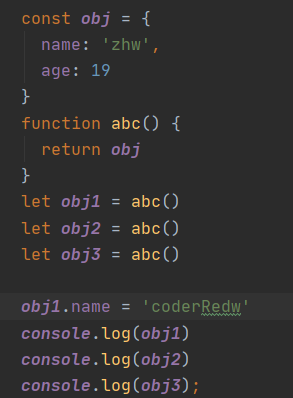 const obj = {
  name: 'zhw',
  age: 19
}
function abc() {
  return obj
}
let obj1 = abc()
let obj2 = abc()
let obj3 = abc()

obj1.name = 'coderRedw'
console.log(obj1)
console.log(obj2)
console.log(obj3);